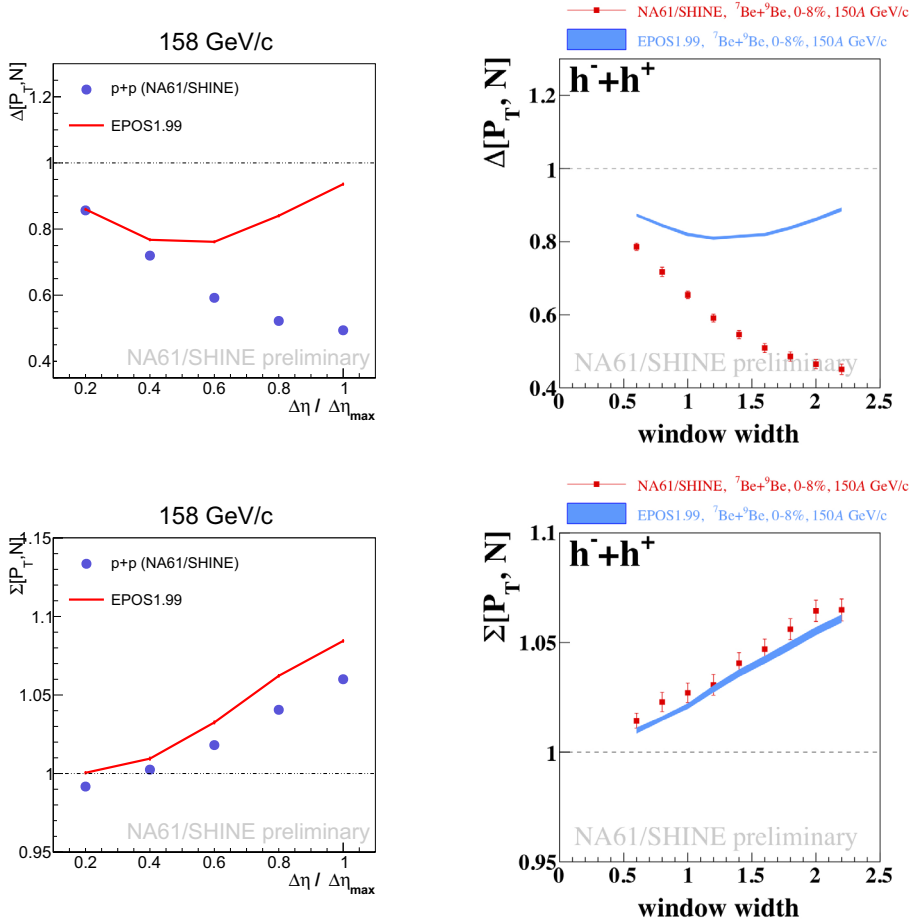 158 GeV/c
Δ[P_T,N]
p+p (NA61/SHINE)
EPOS1.99
1.2
1
0.8
0.6
0.4
NA61/SHINE preliminary
0.2 0.4 0.6 0.8 1
Δη / Δη_max
NA61/SHINE, ⁷Be+⁹Be, 0-8%, 150A GeV/c
EPOS1.99, ⁷Be+⁹Be, 0-8%, 150A GeV/c
h⁻+h⁺
Δ[P_T, N]
1.2
1
0.8
0.6
0.4
NA61/SHINE preliminary
0 0.5 1 1.5 2 2.5
window width
158 GeV/c
Σ[P_T,N]
1.15
p+p (NA61/SHINE)
EPOS1.99
1.1
1.05
1
0.95
NA61/SHINE preliminary
0.2 0.4 0.6 0.8 1
Δη / Δη_max
NA61/SHINE, ⁷Be+⁹Be, 0-8%, 150A GeV/c
EPOS1.99, ⁷Be+⁹Be, 0-8%, 150A GeV/c
h⁻+h⁺
Σ[P_T, N]
1.1
1.05
1
0.95
NA61/SHINE preliminary
0 0.5 1 1.5 2 2.5
window width